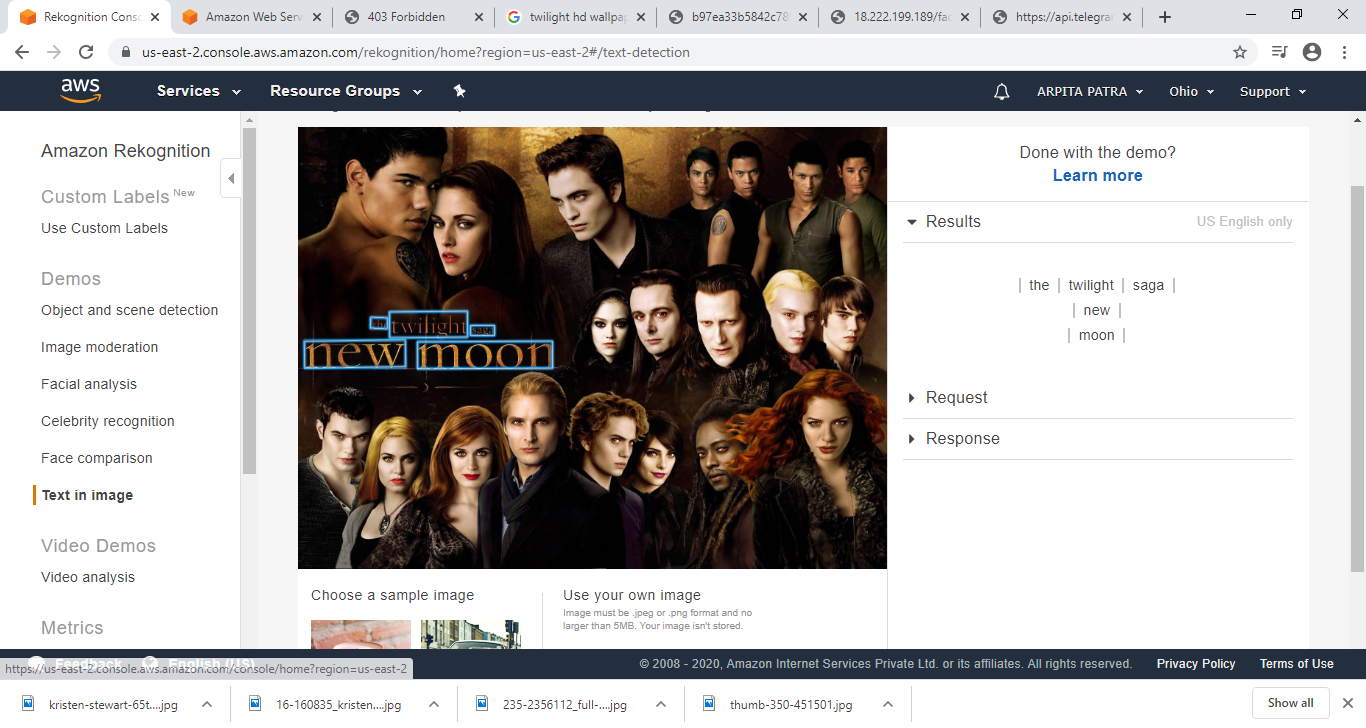 Rekognition Consc
Amazon Web Serv
403 Forbidden
twilight hd wallpap
b97ea33b5842c78
18.222.199.189/fac
https://api.telegrar
us-east-2.console.aws.amazon.com/rekognition/home?region=us-east-2#/text-detection
aws
Services
Resource Groups
ARPITA PATRA
Ohio
Support
Amazon Rekognition
Custom Labels New
Use Custom Labels
Demos
Object and scene detection
Image moderation
Facial analysis
Celebrity recognition
Face comparison
Text in image
Video Demos
Video analysis
Metrics
the twilight saga
new moon
Choose a sample image
Use your own image
Image must be .jpeg or .png format and no
larger than 5MB. Your image isn't stored.
Done with the demo?
Learn more
Results
US English only
| the | twilight | saga |
| new |
| moon |
Request
Response
Feedback
English (US)
© 2008 - 2020, Amazon Internet Services Private Ltd. or its affiliates. All rights reserved.
Privacy Policy
Terms of Use
https://us-east-2.console.aws.amazon.com/console/home?region=us-east-2
kristen-stewart-65t....jpg
16-160835_kristen....jpg
235-2356112_full-....jpg
thumb-350-451501.jpg
Show all